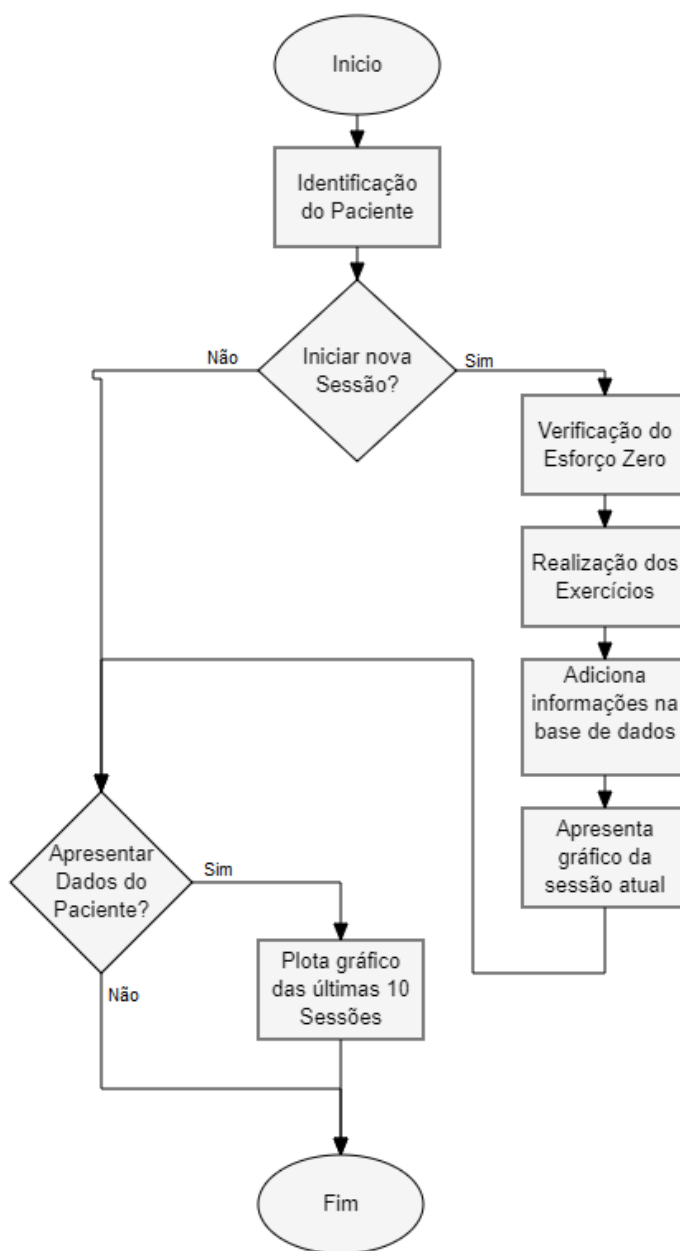 Inicio
Identificação
do Paciente
Iniciar nova
Sessão?
Não
Sim
Verificação do
Esforço Zero
Realização dos
Exercícios
Adiciona
informações na
base de dados
Apresenta
gráfico da
sessão atual
Apresentar
Dados do
Paciente?
Sim
Não
Plota gráfico
das últimas 10
Sessões
Fim